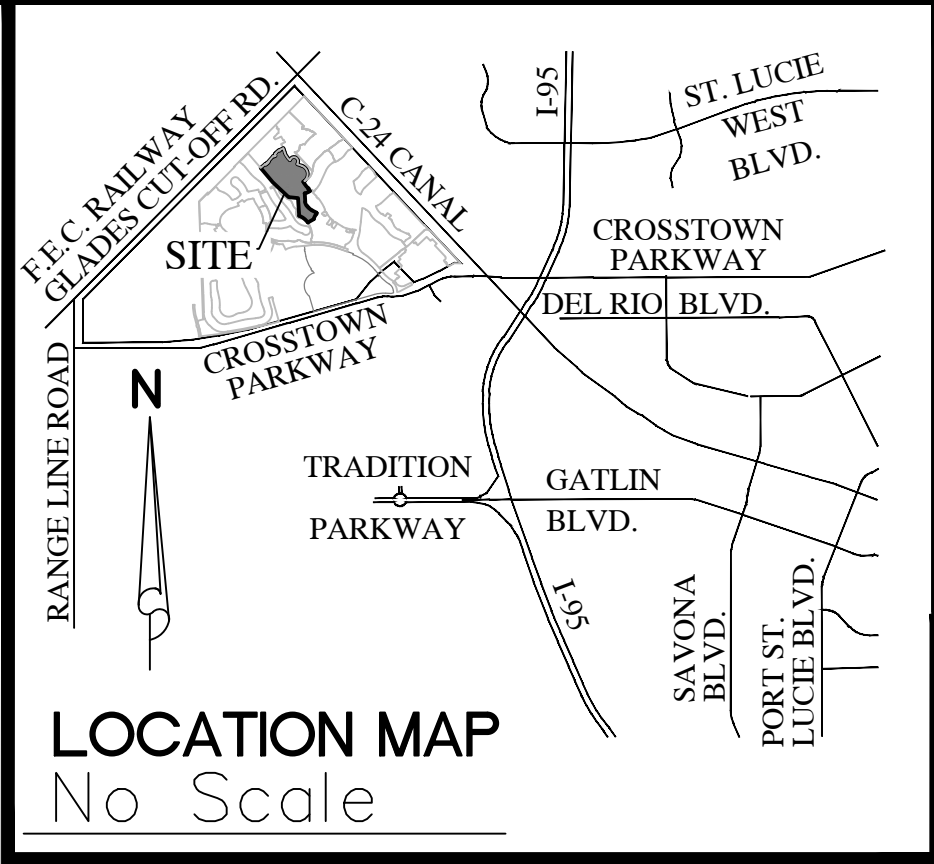 F.E.C. RAILWAY
GLADES CUT-OFF RD.
C-24 CANAL
I-95
ST. LUCIE
WEST
BLVD.
SITE
CROSSTOWN
PARKWAY
DEL RIO BLVD.
CROSSTOWN
PARKWAY
RANGE LINE ROAD
N
TRADITION
PARKWAY
GATLIN
BLVD.
I-95
SAVONA
BLVD.
PORT ST.
LUCIE BLVD.
LOCATION MAP
No Scale